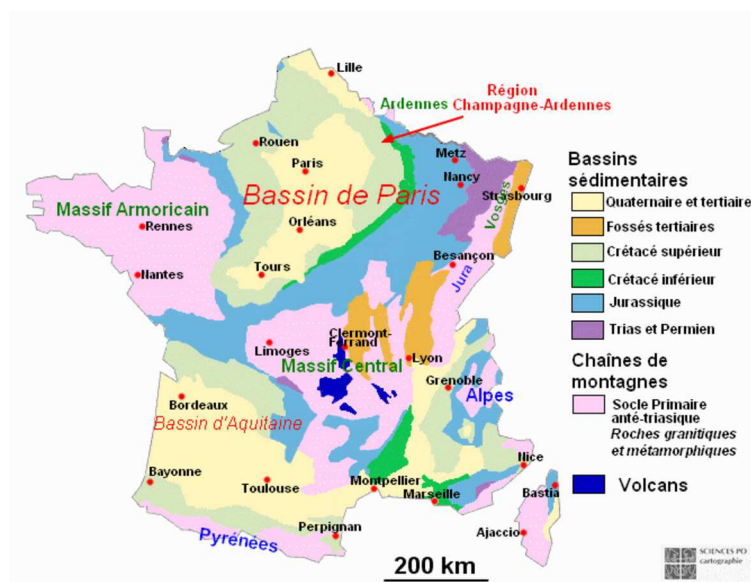 Lille
Région
Champagne-Ardennes
Ardennes
Rouen
Metz
Paris
Nancy
Strasbourg
Bassin de Paris
Vosges
Massif Armoricain
Rennes
Orléans
Besançon
Nantes
Tours
Jura
Clermont-
Ferrand
Limoges
Massif Central
Lyon
Grenoble
Alpes
Bordeaux
Bassin d'Aquitaine
Nice
Bayonne
Toulouse
Montpellier
Marseille
Bastia
Perpignan
Pyrénées
Ajaccio
200 km
Bassins
sédimentaires
Quaternaire et tertiaire
Fossés tertiaires
Crétacé supérieur
Crétacé inférieur
Jurassique
Trias et Permien
Chaînes de
montagnes
Socle Primaire
anté-triasique
Roches granitiques
et métamorphiques
Volcans
SCIENCES PO
cartographie